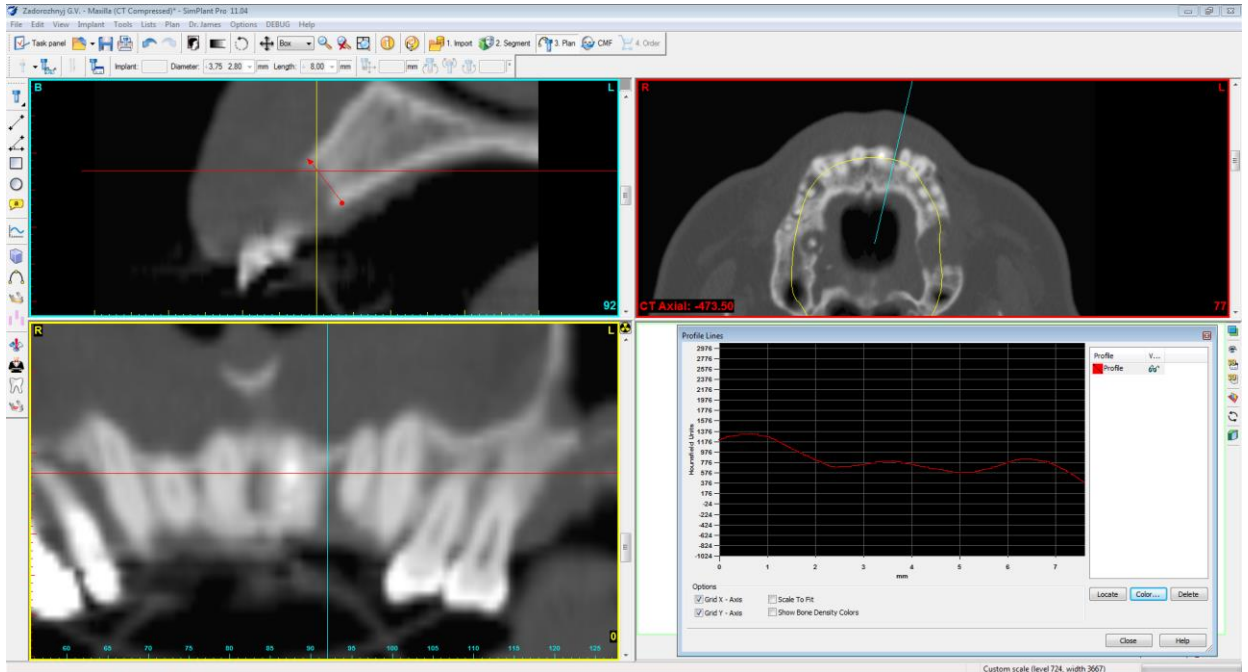 Zadorozhnyj G.V. - Maxilla (CT Compressed)* - SimPlant Pro 11.04
File Edit View Implant Tools Lists Plan Dr. James Options DEBUG Help
Task panel Box 1. Import 2. Segment 3. Plan CMF 4. Order
Implant: Diameter: 3.75 2.80 mm Length: 8.00 mm mm
B L
92
R L
CT Axial: -473.50 77
R L
0
60 65 70 75 80 85 90 95 100 105 110 115 120 125
Profile Lines
Hounsfield Units
2976
2776
2576
2376
2176
1976
1776
1576
1376
1176
976
776
576
376
176
-24
-224
-424
-624
-824
-1024
0 1 2 3 4 5 6 7
mm
Profile V...
Profile
Options
Grid X - Axis Scale To Fit
Grid Y - Axis Show Bone Density Colors
Locate Color... Delete
Close Help
Custom scale (level 724, width 3667)